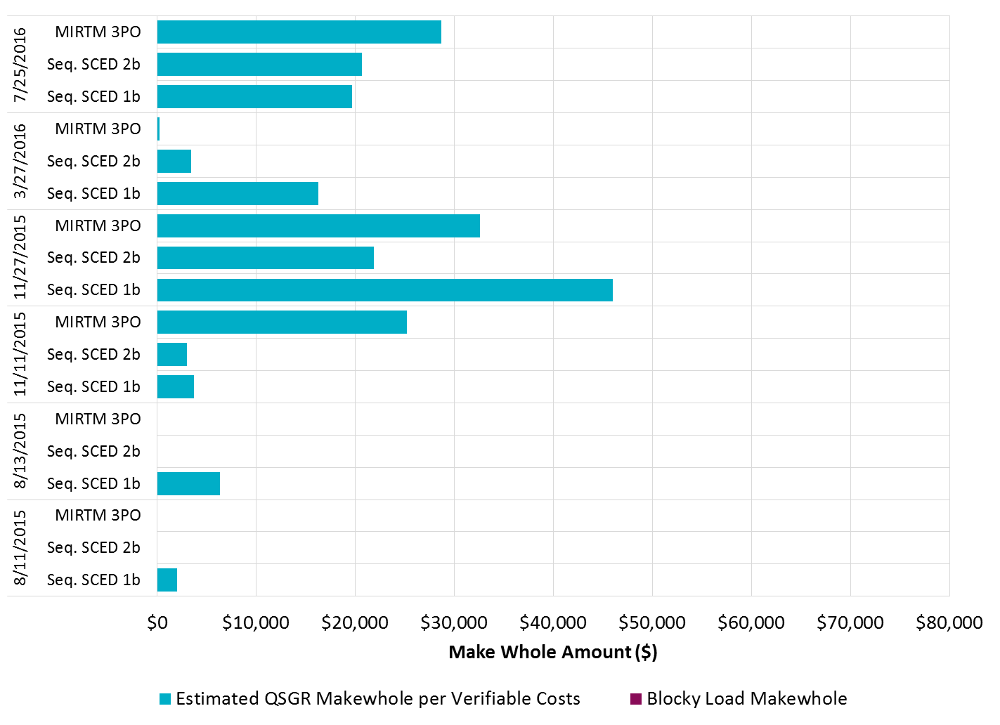 7/25/2016
MIRTM 3PO
Seq. SCED 2b
Seq. SCED 1b
3/27/2016
MIRTM 3PO
Seq. SCED 2b
Seq. SCED 1b
11/27/2015
MIRTM 3PO
Seq. SCED 2b
Seq. SCED 1b
11/11/2015
MIRTM 3PO
Seq. SCED 2b
Seq. SCED 1b
8/13/2015
MIRTM 3PO
Seq. SCED 2b
Seq. SCED 1b
8/11/2015
MIRTM 3PO
Seq. SCED 2b
Seq. SCED 1b
$0 $10,000 $20,000 $30,000 $40,000 $50,000 $60,000 $70,000 $80,000
Make Whole Amount ($)
Estimated QSGR Makewhole per Verifiable Costs Blocky Load Makewhole